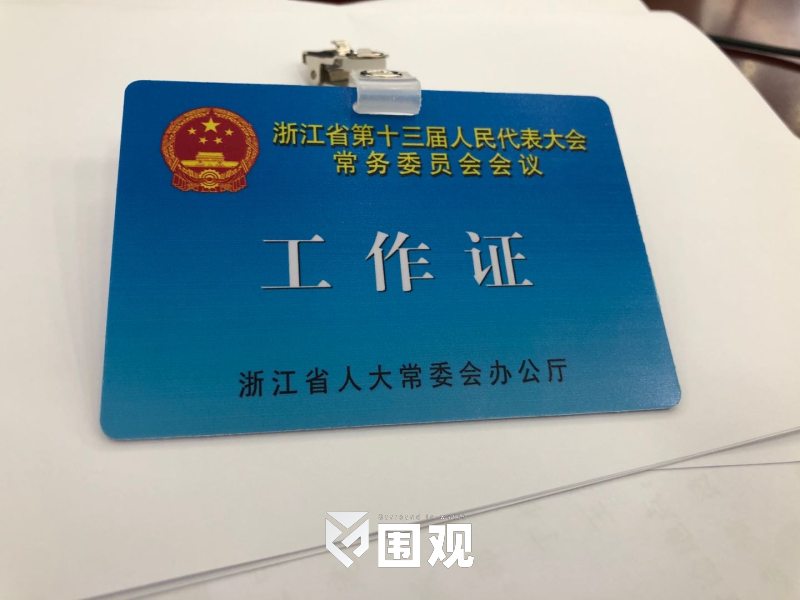 浙江省第十三届人民代表大会
常务委员会会议
工作证
浙江省人大常委会办公厅
围观